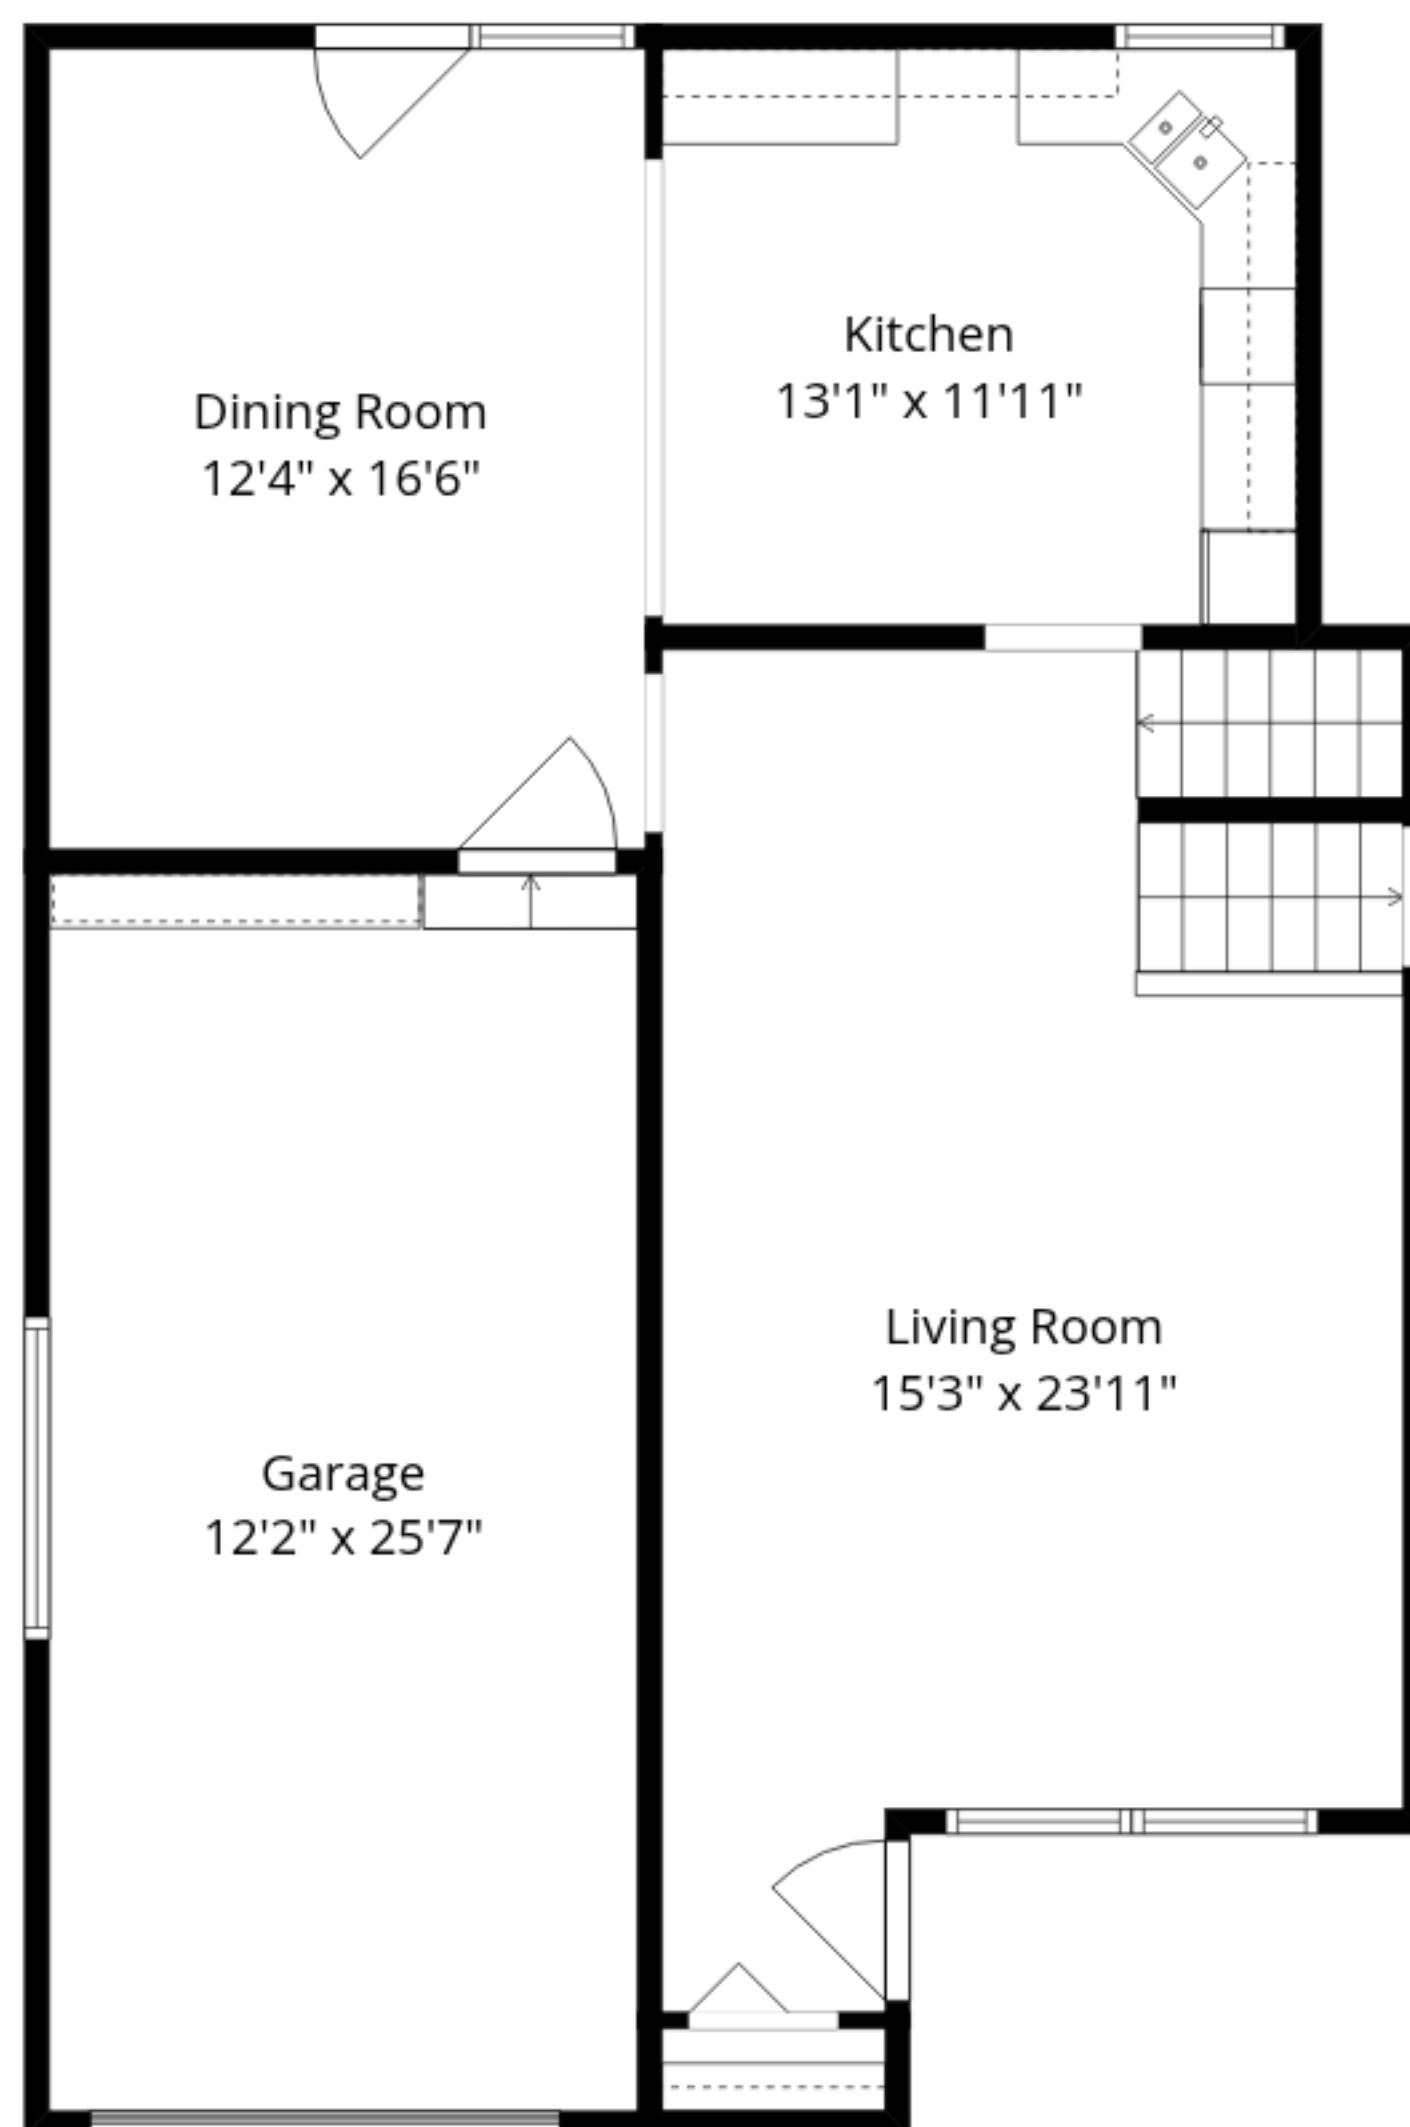 Kitchen
13'1" x 11'11"
Dining Room
12'4" x 16'6"
Living Room
15'3" x 23'11"
Garage
12'2" x 25'7"